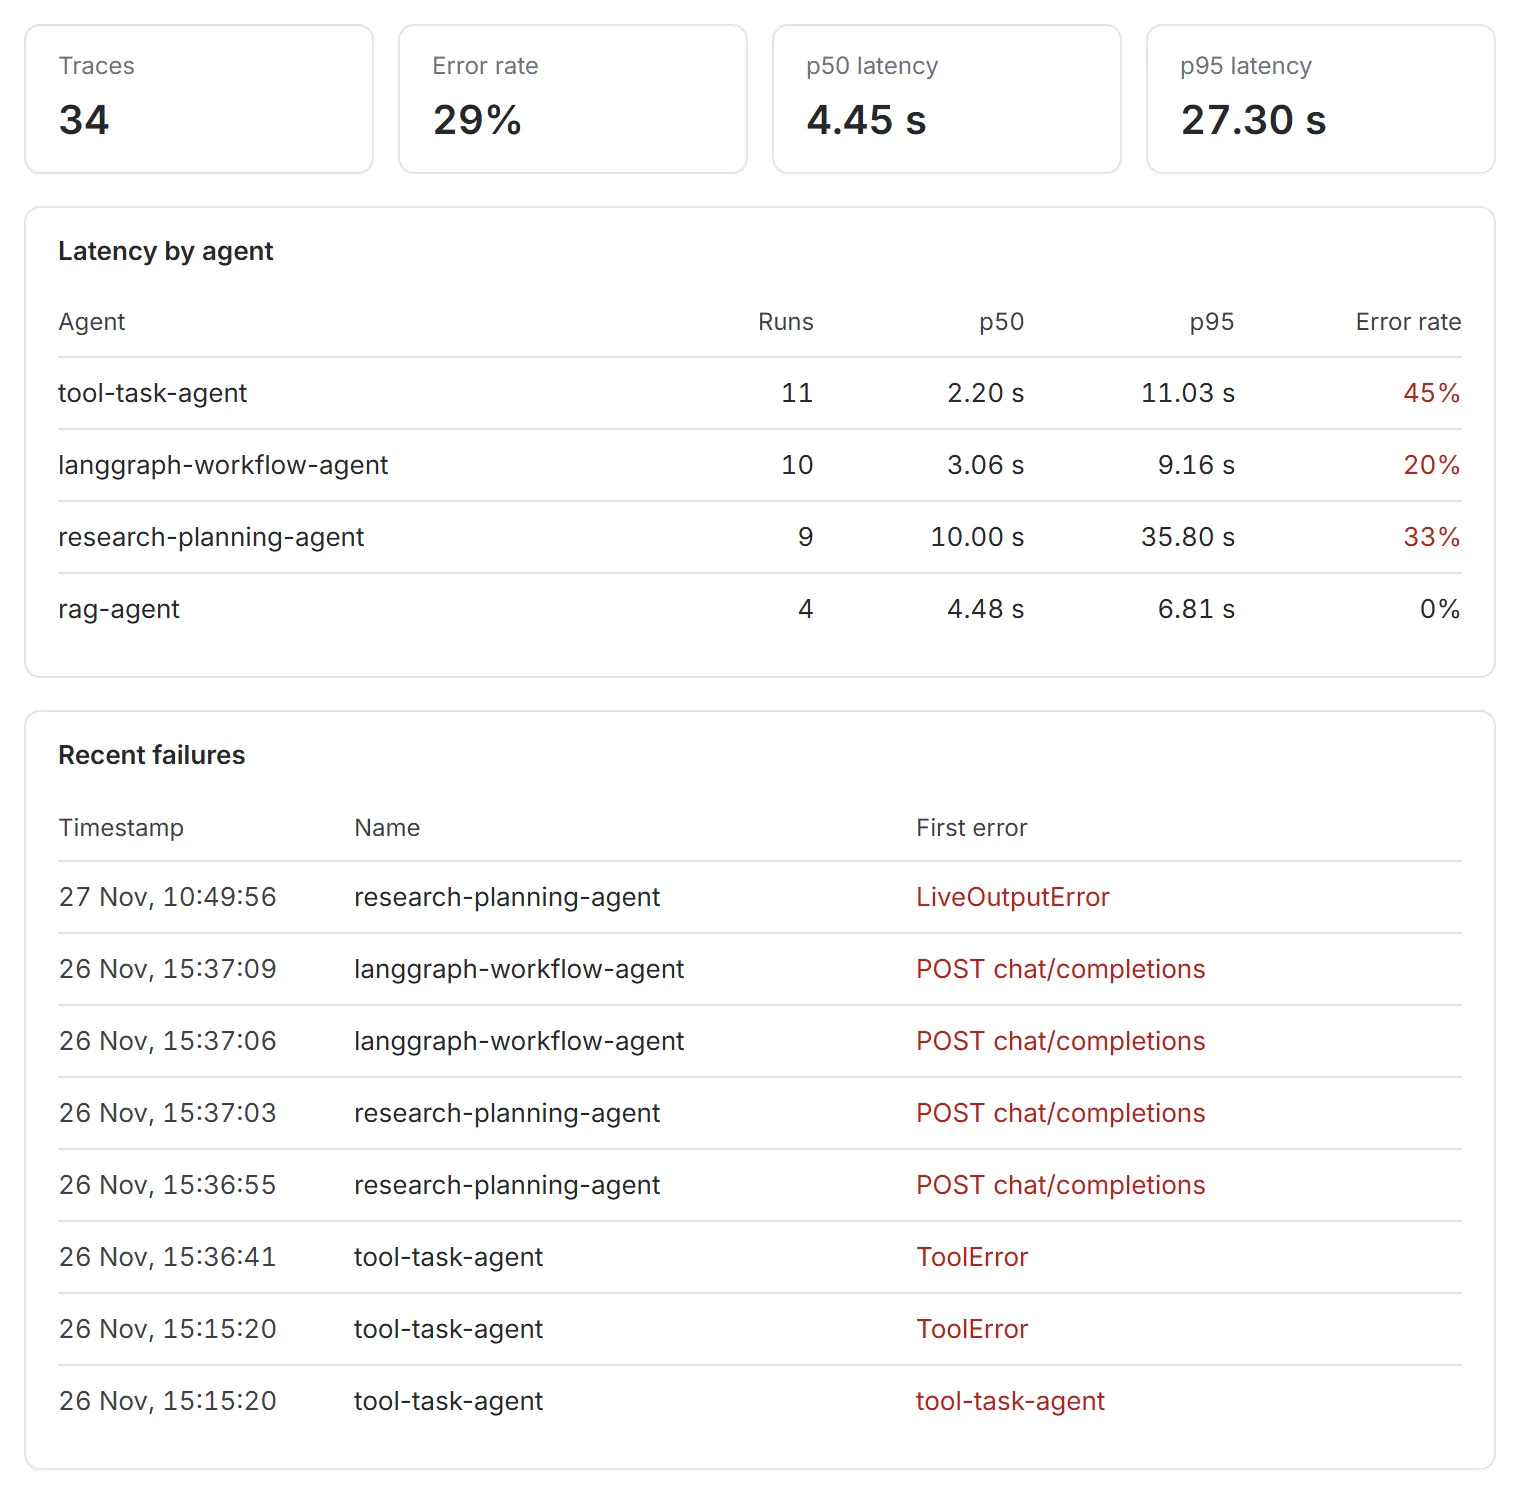 Traces
34
Error rate
29%
p50 latency
4.45 s
p95 latency
27.30 s
Latency by agent
Agent Runs p50 p95 Error rate
tool-task-agent 11 2.20 s 11.03 s 45%
langgraph-workflow-agent 10 3.06 s 9.16 s 20%
research-planning-agent 9 10.00 s 35.80 s 33%
rag-agent 4 4.48 s 6.81 s 0%
Recent failures
Timestamp Name First error
27 Nov, 10:49:56 research-planning-agent LiveOutputError
26 Nov, 15:37:09 langgraph-workflow-agent POST chat/completions
26 Nov, 15:37:06 langgraph-workflow-agent POST chat/completions
26 Nov, 15:37:03 research-planning-agent POST chat/completions
26 Nov, 15:36:55 research-planning-agent POST chat/completions
26 Nov, 15:36:41 tool-task-agent ToolError
26 Nov, 15:15:20 tool-task-agent ToolError
26 Nov, 15:15:20 tool-task-agent tool-task-agent